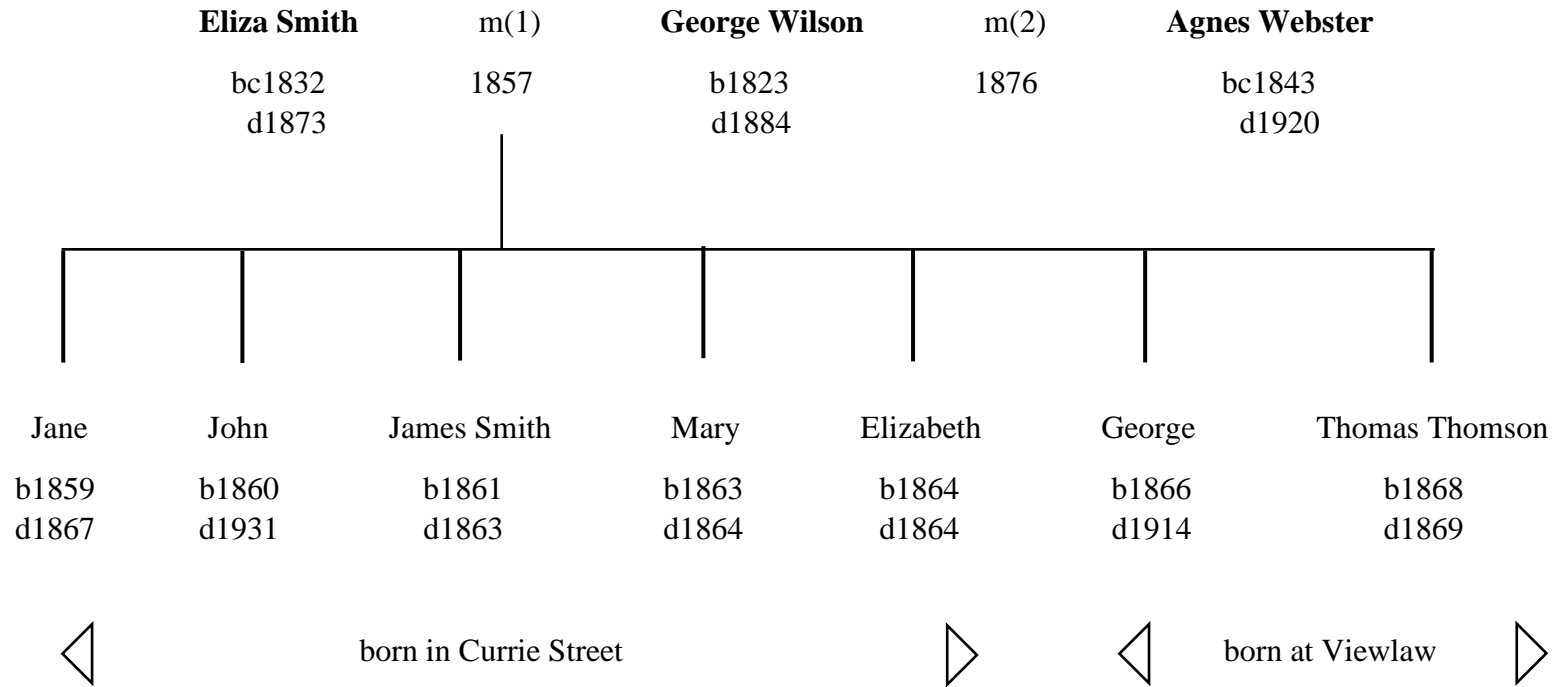 Eliza Smith m(1) George Wilson m(2) Agnes Webster
bc1832 1857 b1823 1876 bc1843
d1873 d1884 d1920
Jane John James Smith Mary Elizabeth George Thomas Thomson
b1859 b1860 b1861 b1863 b1864 b1866 b1868
d1867 d1931 d1863 d1864 d1864 d1914 d1869
born in Currie Street born at Viewlaw